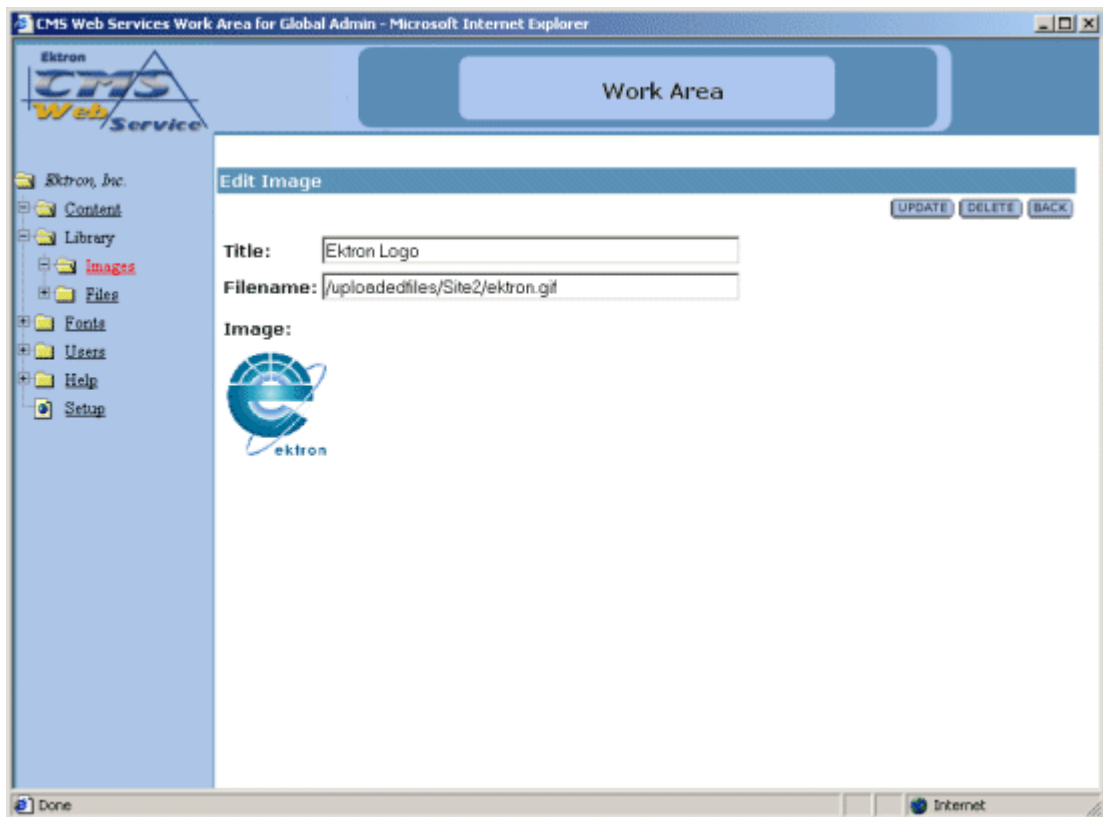 CMS Web Services Work Area for Global Admin - Microsoft Internet Explorer
Ektron
CMS
Web
Service
Work Area
Ektron, Inc.
Content
Library
Images
Files
Fonts
Users
Help
Setup
Edit Image
UPDATE DELETE BACK
Title: Ektron Logo
Filename: /uploadedfiles/Site2/ektron.gif
Image:
ektron
Done
Internet